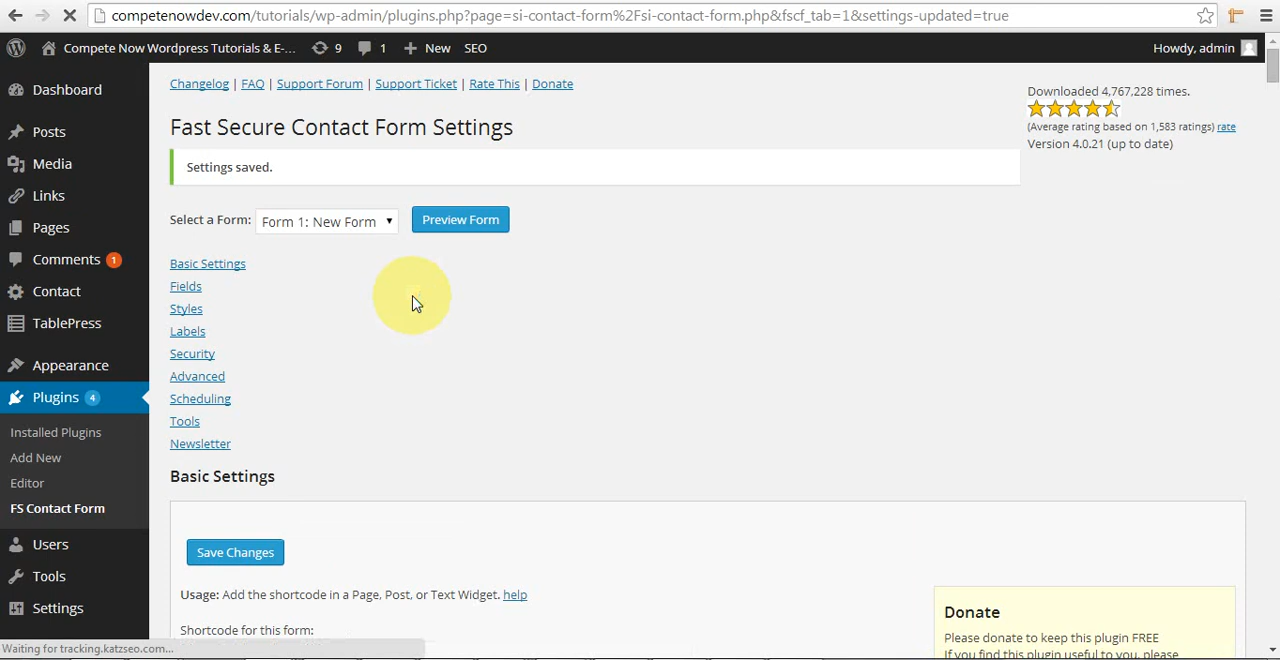 competenowdev.com/tutorials/wp-admin/plugins.php?page=si-contact-form%2Fsi-contact-form.php&fscf_tab=1&settings-updated=true
Compete Now Wordpress Tutorials & E-... 9 1 New SEO Howdy, admin
Dashboard
Posts
Media
Links
Pages
Comments 1
Contact
TablePress
Appearance
Plugins 4
Installed Plugins
Add New
Editor
FS Contact Form
Users
Tools
Settings
Changelog | FAQ | Support Forum | Support Ticket | Rate This | Donate
Downloaded 4,767,228 times.
(Average rating based on 1,583 ratings) rate
Version 4.0.21 (up to date)
Fast Secure Contact Form Settings
Settings saved.
Select a Form: Form 1: New Form Preview Form
Basic Settings
Fields
Styles
Labels
Security
Advanced
Scheduling
Tools
Newsletter
Basic Settings
Save Changes
Usage: Add the shortcode in a Page, Post, or Text Widget. help
Shortcode for this form:
Donate
Please donate to keep this plugin FREE
If you find this plugin useful to you, please
Waiting for tracking.katzseo.com...